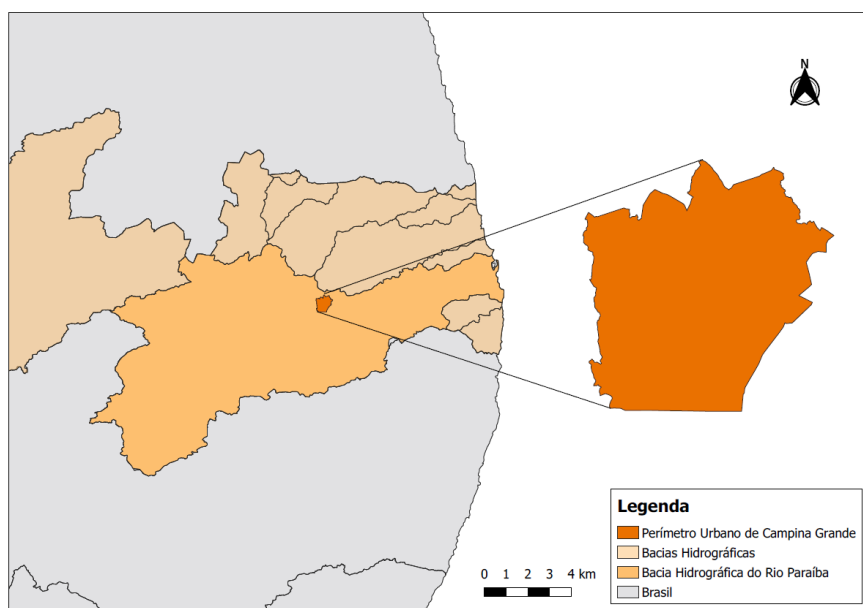 N
Legenda
Perímetro Urbano de Campina Grande
Bacias Hidrográficas
Bacia Hidrográfica do Rio Paraíba
Brasil
0 1 2 3 4 km